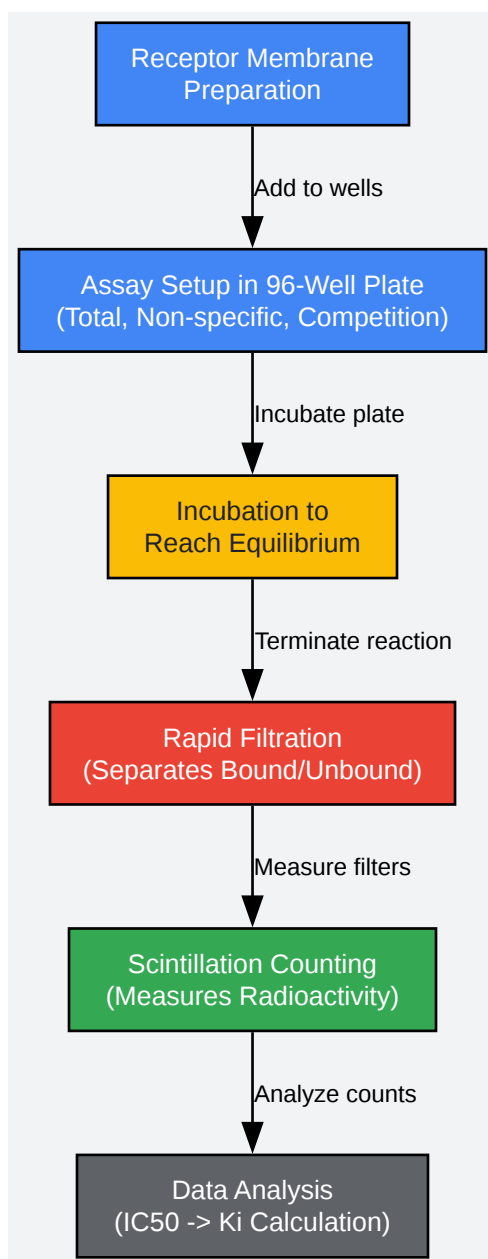 Receptor Membrane
Preparation
Add to wells
Assay Setup in 96-Well Plate
(Total, Non-specific, Competition)
Incubate plate
Incubation to
Reach Equilibrium
Terminate reaction
Rapid Filtration
(Separates Bound/Unbound)
Measure filters
Scintillation Counting
(Measures Radioactivity)
Analyze counts
Data Analysis
(IC50 -> Ki Calculation)